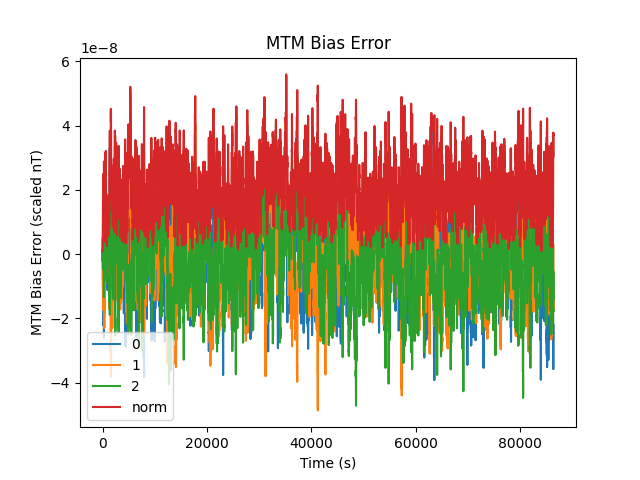 MTM Bias Error
1e−8
6
4
2
0
−2
−4
MTM Bias Error (scaled nT)
0
1
2
norm
0 20000 40000 60000 80000
Time (s)